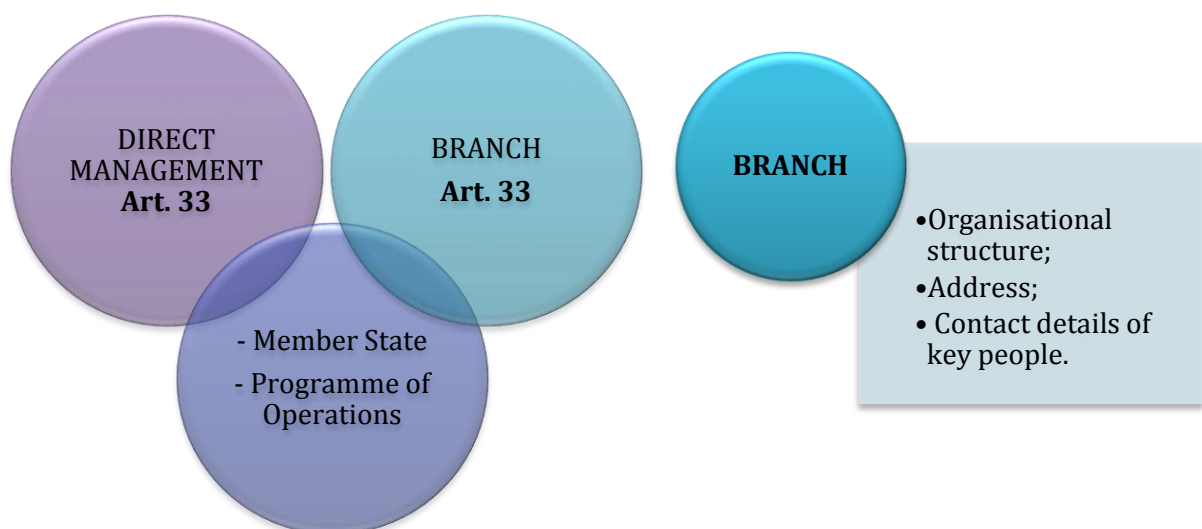 DIRECT
MANAGEMENT
Art. 33
BRANCH
Art. 33
- Member State
- Programme of
Operations
BRANCH
•Organisational
structure;
•Address;
• Contact details of
key people.